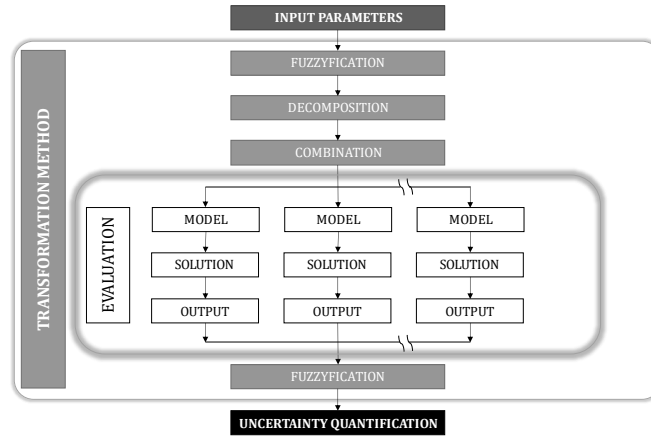 INPUT PARAMETERS
FUZZYFICATION
DECOMPOSITION
COMBINATION
TRANSFORMATION METHOD
EVALUATION
MODEL MODEL MODEL
SOLUTION SOLUTION SOLUTION
OUTPUT OUTPUT OUTPUT
FUZZYFICATION
UNCERTAINTY QUANTIFICATION